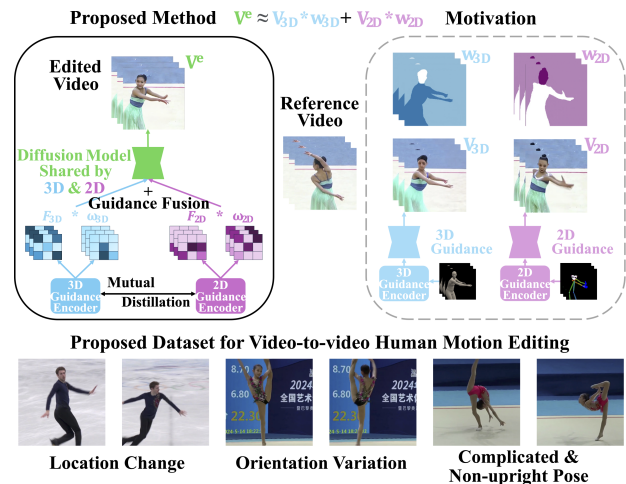 Proposed Method
Vᵉ ≈ V3D*w3D + V2D*w2D
Motivation
Edited
Video
Vᵉ
Diffusion Model
Shared by
3D & 2D
+
Guidance Fusion
F3D * ω3D
F2D * ω2D
3D
Guidance
Encoder
Mutual
Distillation
2D
Guidance
Encoder
Reference
Video
w3D
w2D
V3D
V2D
3D
Guidance
2D
Guidance
3D
Guidance
Encoder
2D
Guidance
Encoder
Proposed Dataset for Video-to-video Human Motion Editing
8.70
2024
6.80
全国艺术体
22.30
8.70
2024
6.80
全国艺术
22.30
Location Change
Orientation Variation
Complicated &
Non-upright Pose